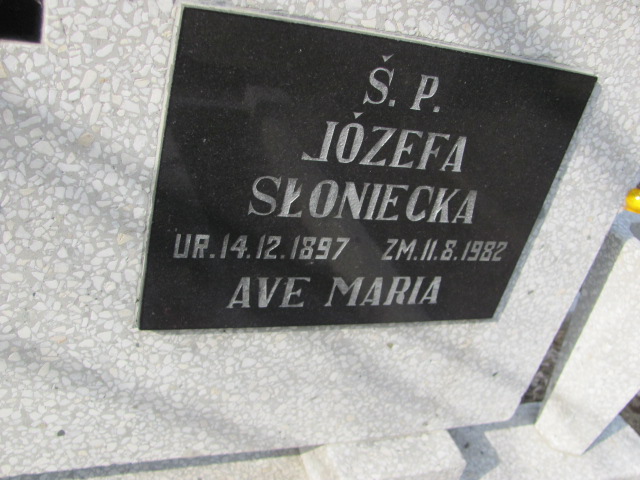 Ś. P.
JÓZEFA
SŁONIECKA
UR.14.12.1897 ZM.11.8.1982
AVE MARIA